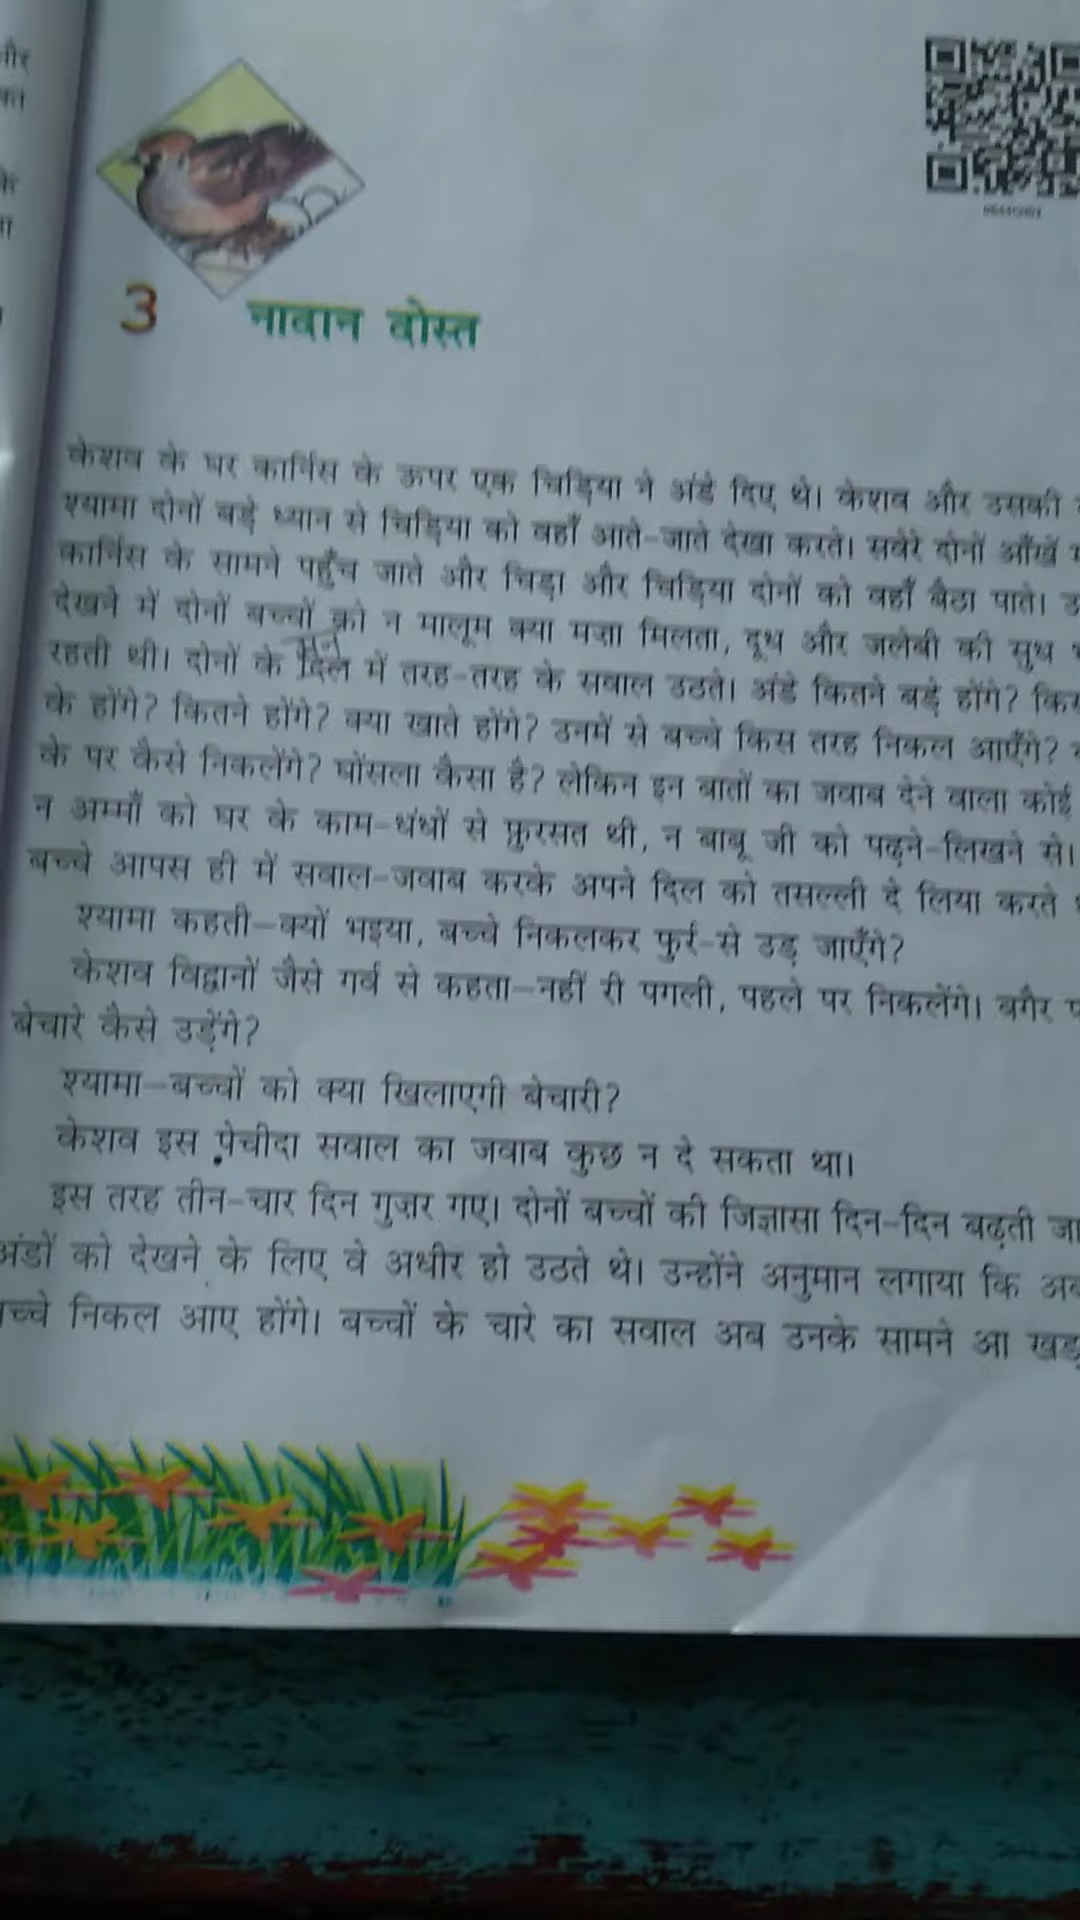 3 नादान दोस्त
केशव के घर कार्निस के ऊपर एक चिड़िया ने अंडे दिए थे। केशव और उसकी
श्यामा दोनों बड़े ध्यान से चिड़िया को वहाँ आते-जाते देखा करते। सवेरे दोनों आँखें
कार्निस के सामने पहुँच जाते और चिड़ा और चिड़िया दोनों को वहाँ बैठा पाते।
देखने में दोनों बच्चों को न मालूम क्या मज़ा मिलता, दूध और जलेबी की सुध
रहती थी। दोनों के दिल में तरह-तरह के सवाल उठते। अंडे कितने बड़े होंगे?
के होंगे? कितने होंगे? क्या खाते होंगे? उनमें से बच्चे किस तरह निकल आएँगे?
के पर कैसे निकलेंगे? घोंसला कैसा है? लेकिन इन बातों का जवाब देने वाला कोई
न अम्माँ को घर के काम-धंधों से फ़ुरसत थी, न बाबू जी को पढ़ने-लिखने से।
बच्चे आपस ही में सवाल-जवाब करके अपने दिल को तसल्ली दे लिया करते
श्यामा कहती—क्यों भइया, बच्चे निकलकर फुर्र-से उड़ जाएँगे?
केशव विद्वानों जैसे गर्व से कहता—नहीं री पगली, पहले पर निकलेंगे। बगैर
बेचारे कैसे उड़ेंगे?
श्यामा—बच्चों को क्या खिलाएगी बेचारी?
केशव इस पेचीदा सवाल का जवाब कुछ न दे सकता था।
इस तरह तीन-चार दिन गुज़र गए। दोनों बच्चों की जिज्ञासा दिन-दिन बढ़ती
अंडों को देखने के लिए वे अधीर हो उठते थे। उन्होंने अनुमान लगाया कि
निकल आए होंगे। बच्चों के चारे का सवाल अब उनके सामने आ